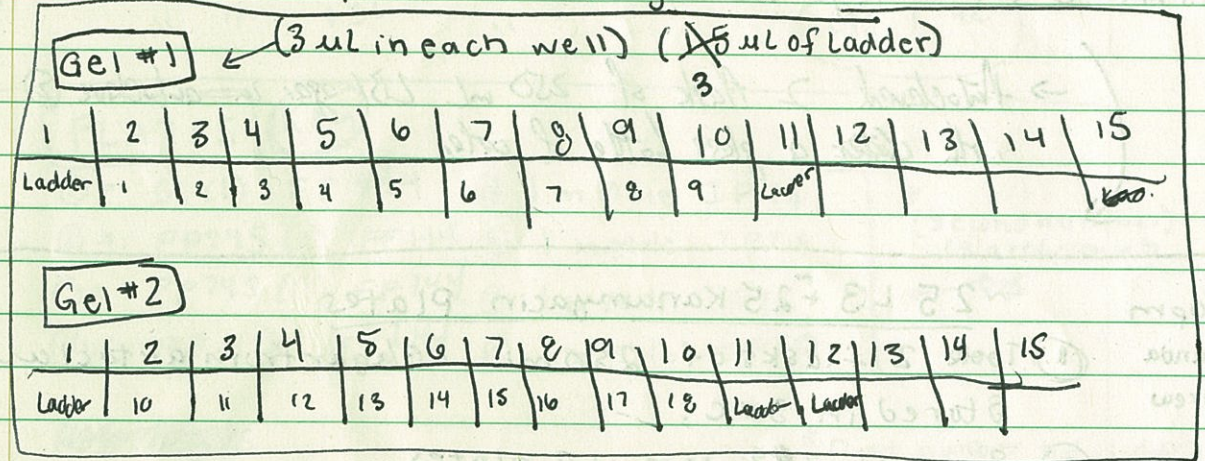 Gel #1 (3 uL in each well) (5 uL of Ladder)
3
1 2 3 4 5 6 7 8 9 10 11 12 13 14 15
Ladder 1 2 3 4 5 6 7 8 9 Ladder
Gel #2
1 2 3 4 5 6 7 8 9 10 11 12 13 14 15
Ladder 10 11 12 13 14 15 16 17 18 Ladder Ladder